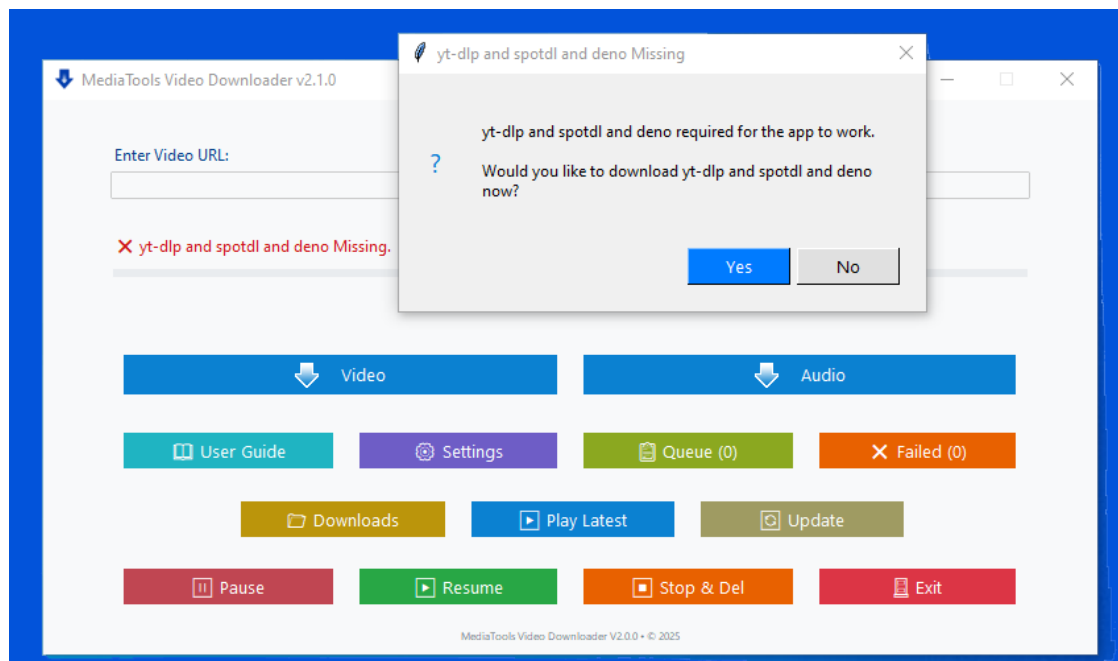 yt-dlp and spotdl and deno Missing
MediaTools Video Downloader v2.1.0
yt-dlp and spotdl and deno required for the app to work.
Would you like to download yt-dlp and spotdl and deno
now?
Yes
No
Enter Video URL:
yt-dlp and spotdl and deno Missing.
Video
Audio
User Guide
Settings
Queue (0)
Failed (0)
Downloads
Play Latest
Update
Pause
Resume
Stop & Del
Exit
MediaTools Video Downloader V2.0.0 • © 2025